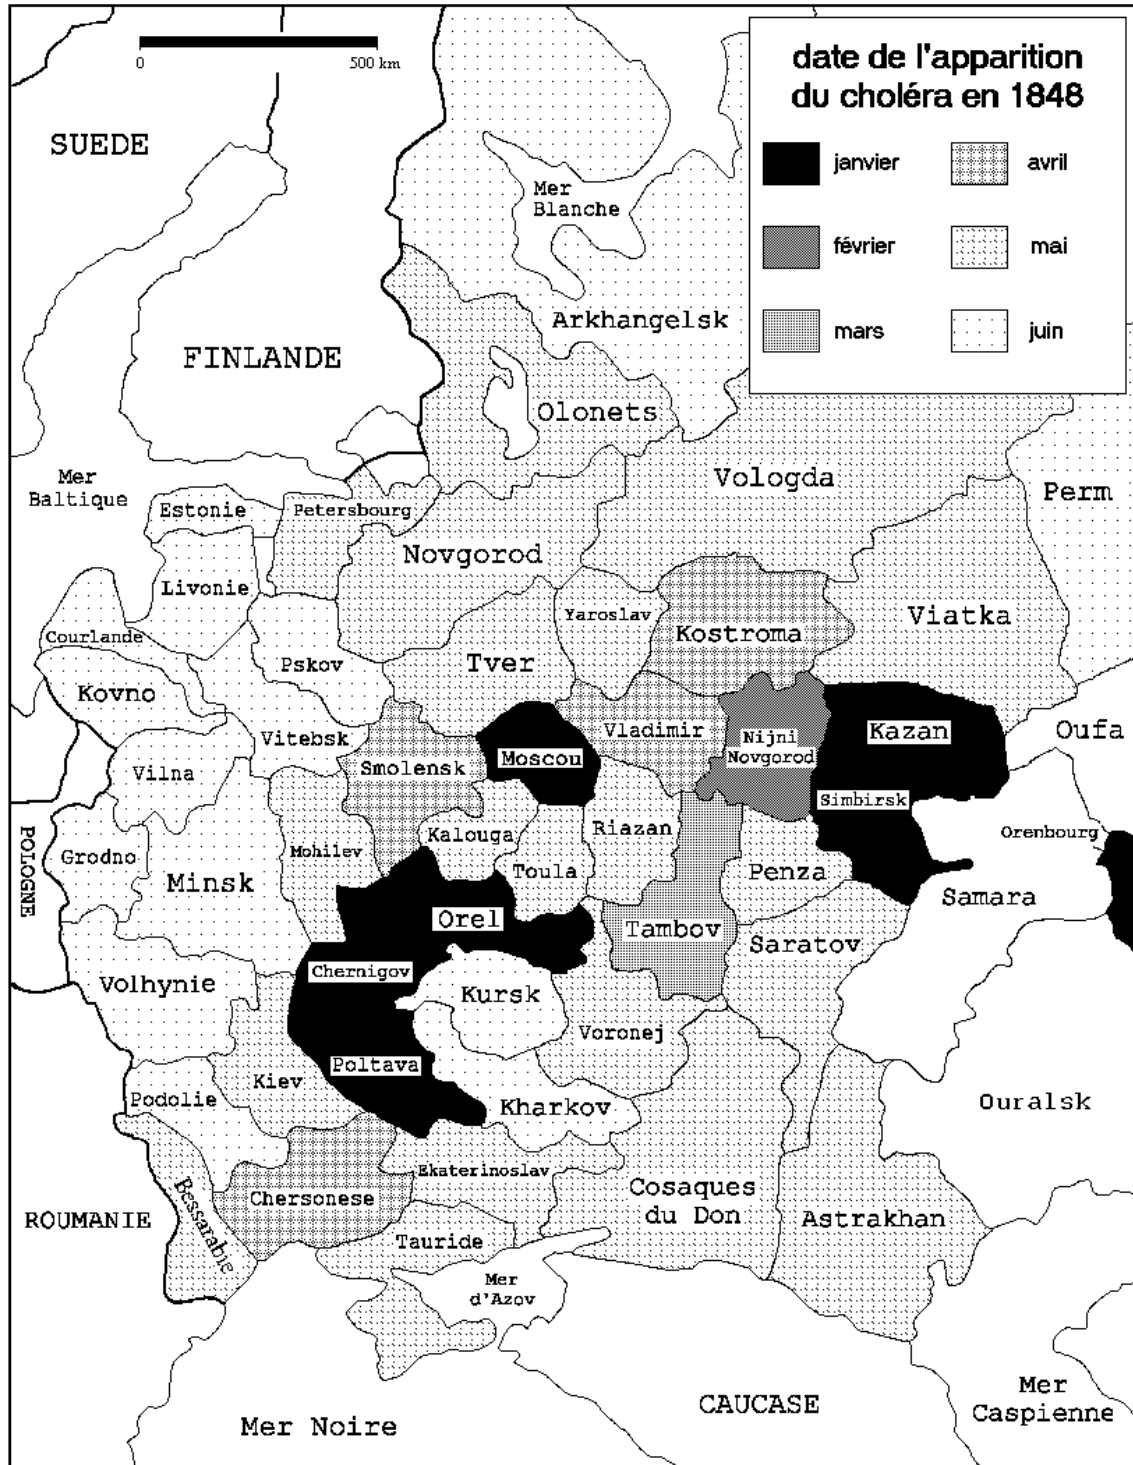 date de l'apparition
du choléra en 1848
janvier
avril
février
mai
mars
juin
0
500 km
SUEDE
Mer
Blanche
Arkhangelsk
FINLANDE
Olonets
Mer
Baltique
Vologda
Perm
Estonie
Petersbourg
Novgorod
Livonie
Yaroslav
Viatka
Kostroma
Courlande
Pskov
Tver
Kovno
Vitebsk
Vladimir
Nijni
Novgorod
Kazan
Oufa
Moscou
Smolensk
Vilna
Simbirsk
Kalouga
Riazan
Orenbourg
POLOGNE
Grodno
Mohilev
Toula
Penza
Minsk
Samara
Orel
Tambov
Saratov
Chernigov
Volhynie
Kursk
Voronej
Poltava
Kiev
Podolie
Kharkov
Ouralsk
Ekaterinoslav
Chersonese
Cosaques
du Don
Bessarabie
ROUMANIE
Astrakhan
Tauride
Mer
d'Azov
Mer
Caspienne
CAUCASE
Mer Noire